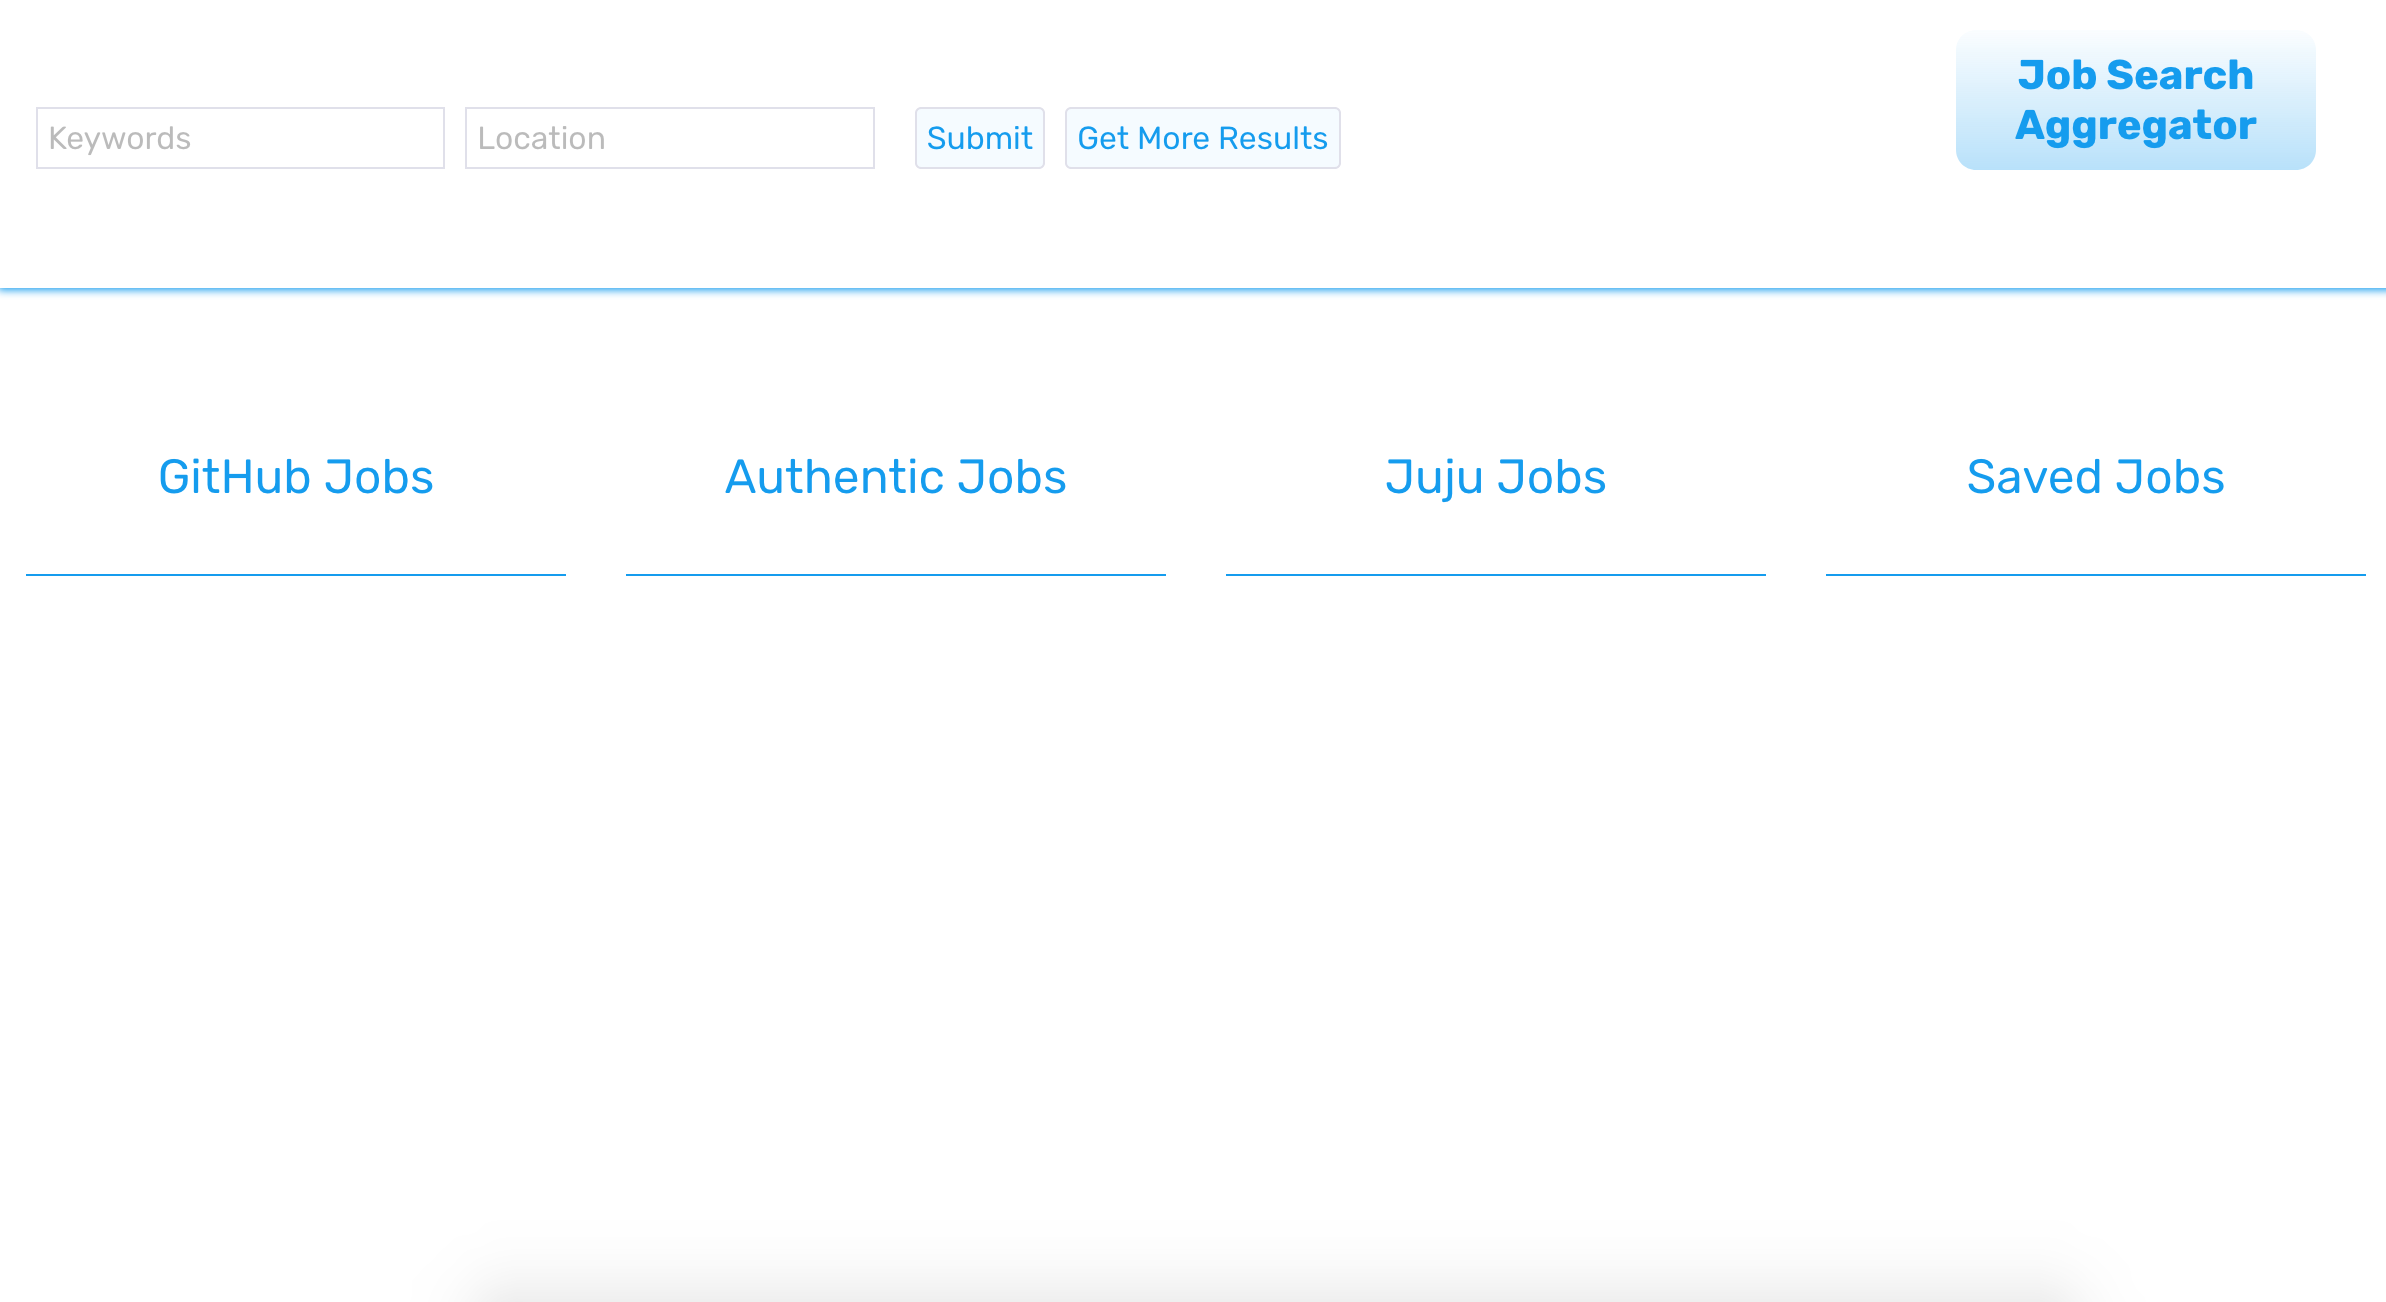 Job Search
Aggregator
Keywords
Location
Submit
Get More Results
GitHub Jobs
Authentic Jobs
Juju Jobs
Saved Jobs